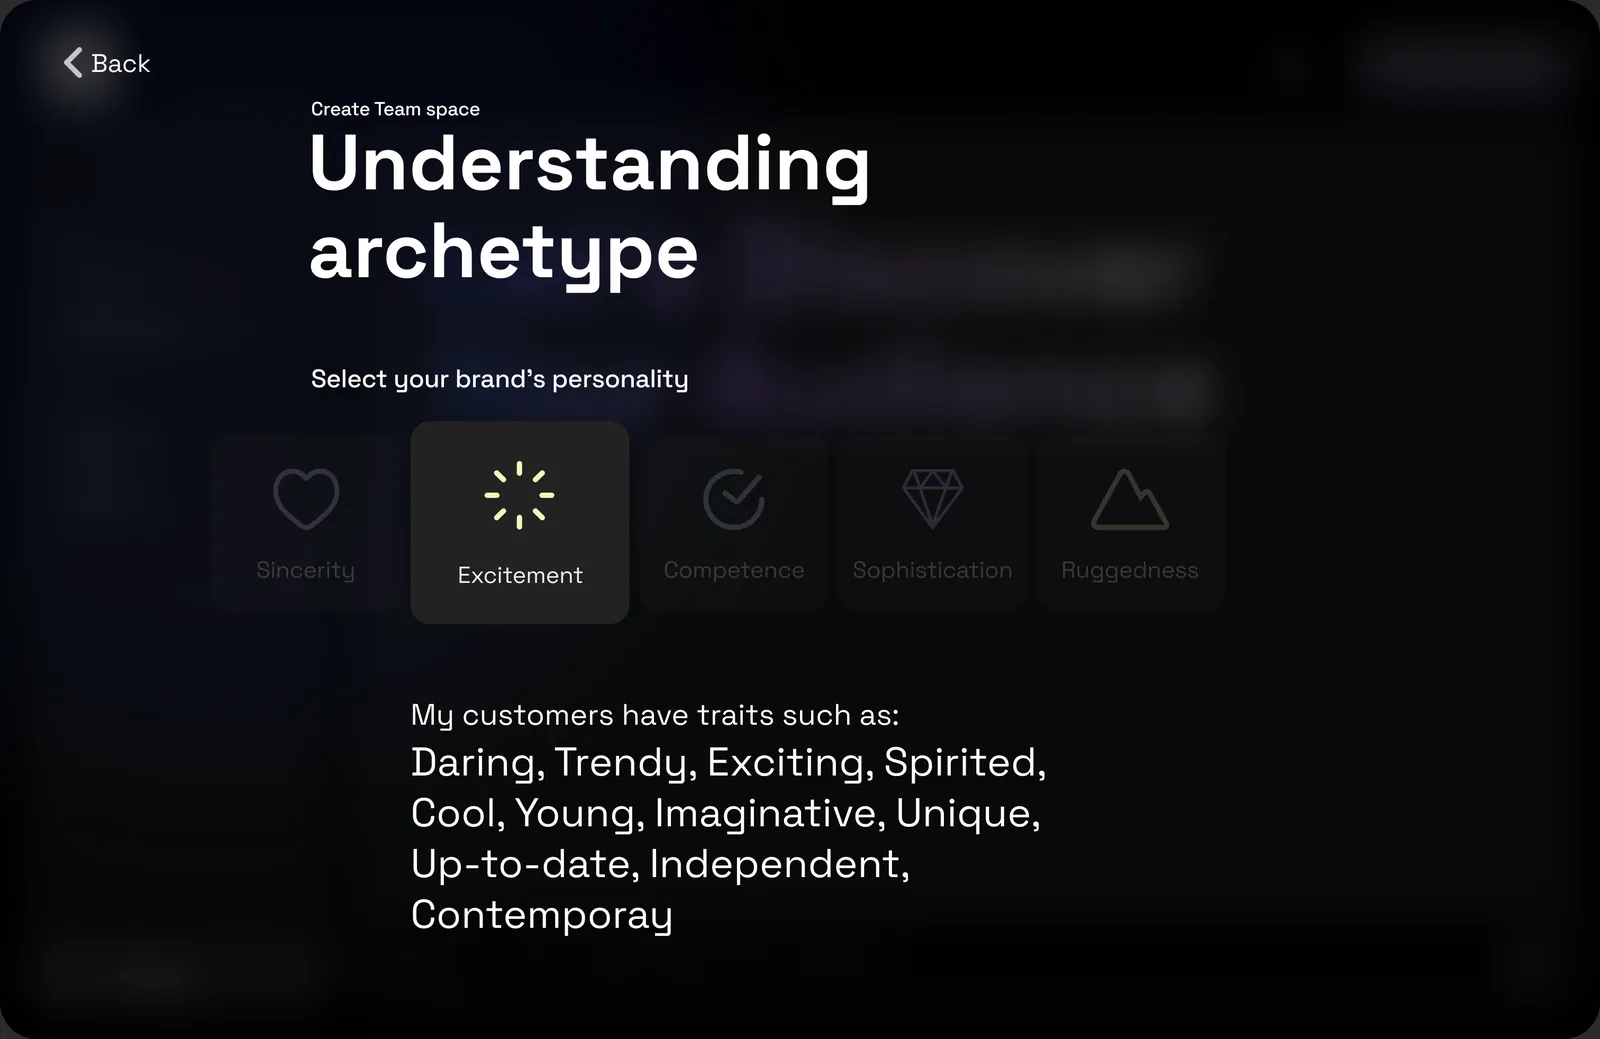 Back
Create Team space
Understanding
archetype
Select your brand's personality
Sincerity
Excitement
Competence
Sophistication
Ruggedness
My customers have traits such as:
Daring, Trendy, Exciting, Spirited,
Cool, Young, Imaginative, Unique,
Up-to-date, Independent,
Contemporay